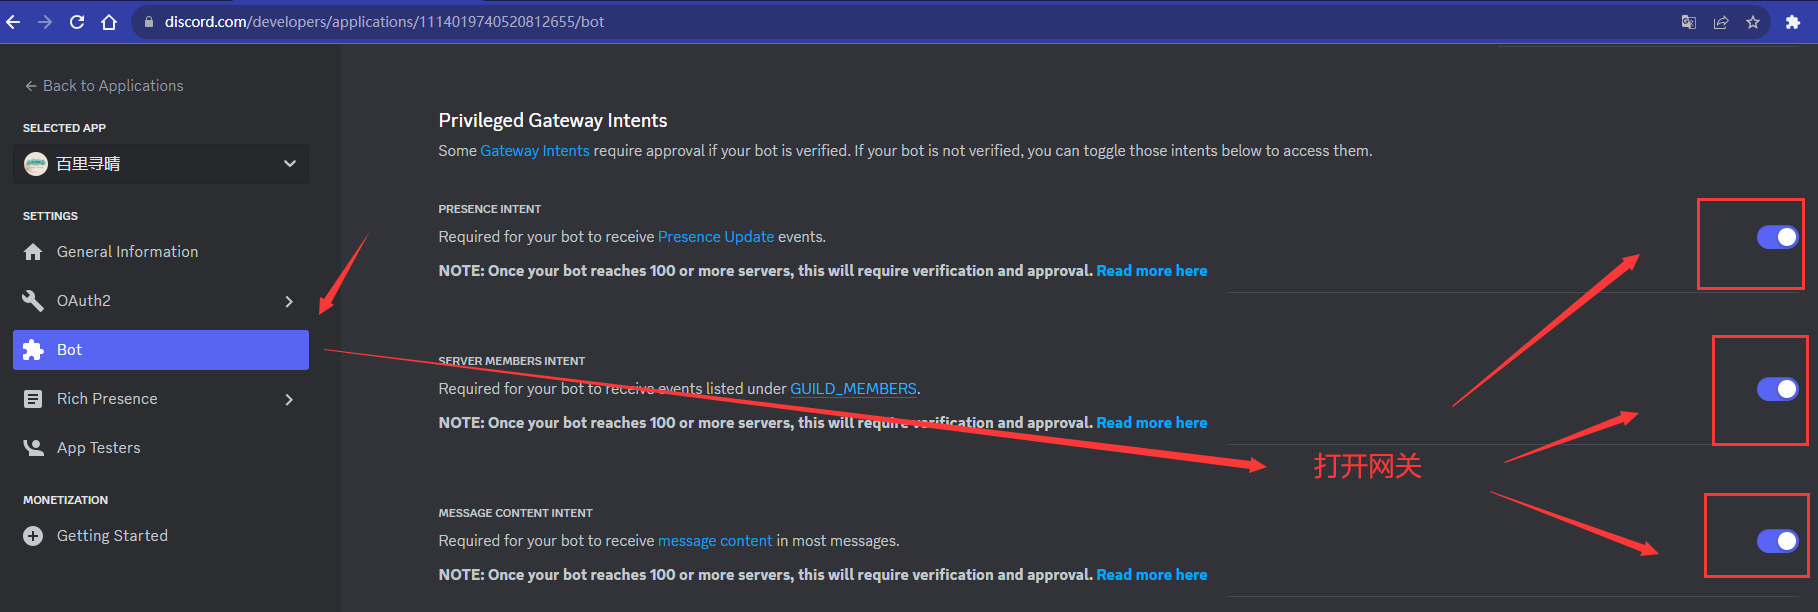 discord.com/developers/applications/1114019740520812655/bot
Back to Applications
SELECTED APP
百里寻晴
SETTINGS
General Information
OAuth2
Bot
Rich Presence
App Testers
MONETIZATION
Getting Started
Privileged Gateway Intents
Some Gateway Intents require approval if your bot is verified. If your bot is not verified, you can toggle those intents below to access them.
PRESENCE INTENT
Required for your bot to receive Presence Update events.
NOTE: Once your bot reaches 100 or more servers, this will require verification and approval. Read more here
SERVER MEMBERS INTENT
Required for your bot to receive events listed under GUILD_MEMBERS.
NOTE: Once your bot reaches 100 or more servers, this will require verification and approval. Read more here
打开网关
MESSAGE CONTENT INTENT
Required for your bot to receive message content in most messages.
NOTE: Once your bot reaches 100 or more servers, this will require verification and approval. Read more here